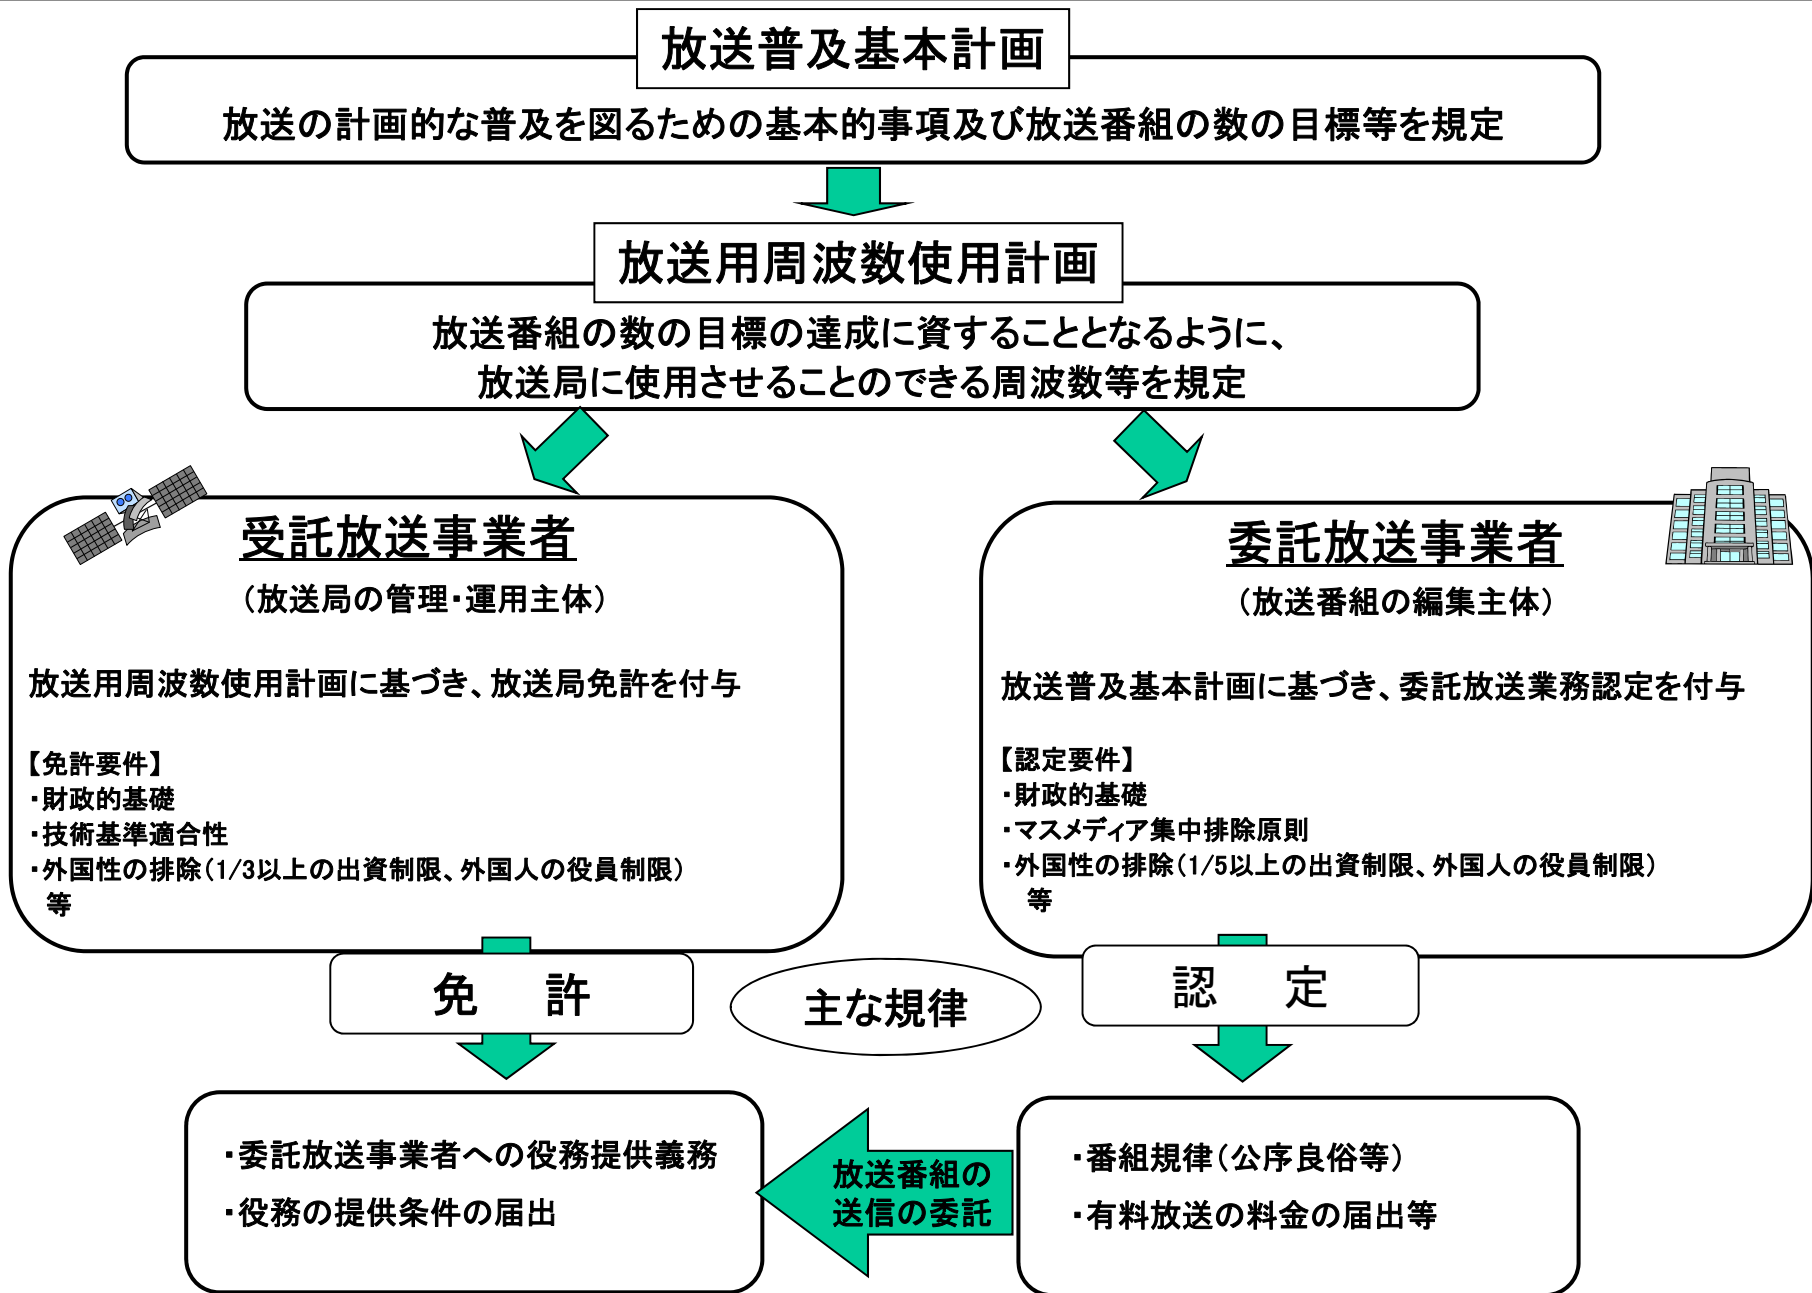 放送普及基本計画
放送の計画的な普及を図るための基本的事項及び放送番組の数の目標等を規定
放送用周波数使用計画
放送番組の数の目標の達成に資することとなるように、
放送局に使用させることのできる周波数等を規定
受託放送事業者
（放送局の管理・運用主体）
放送用周波数使用計画に基づき、放送局免許を付与
【免許要件】
・財政的基礎
・技術基準適合性
・外国性の排除（1/3以上の出資制限、外国人の役員制限）
等
委託放送事業者
（放送番組の編集主体）
放送普及基本計画に基づき、委託放送業務認定を付与
【認定要件】
・財政的基礎
・マスメディア集中排除原則
・外国性の排除（1/5以上の出資制限、外国人の役員制限）
等
免　許
主な規律
認　定
・委託放送事業者への役務提供義務
・役務の提供条件の届出
放送番組の
送信の委託
・番組規律（公序良俗等）
・有料放送の料金の届出等